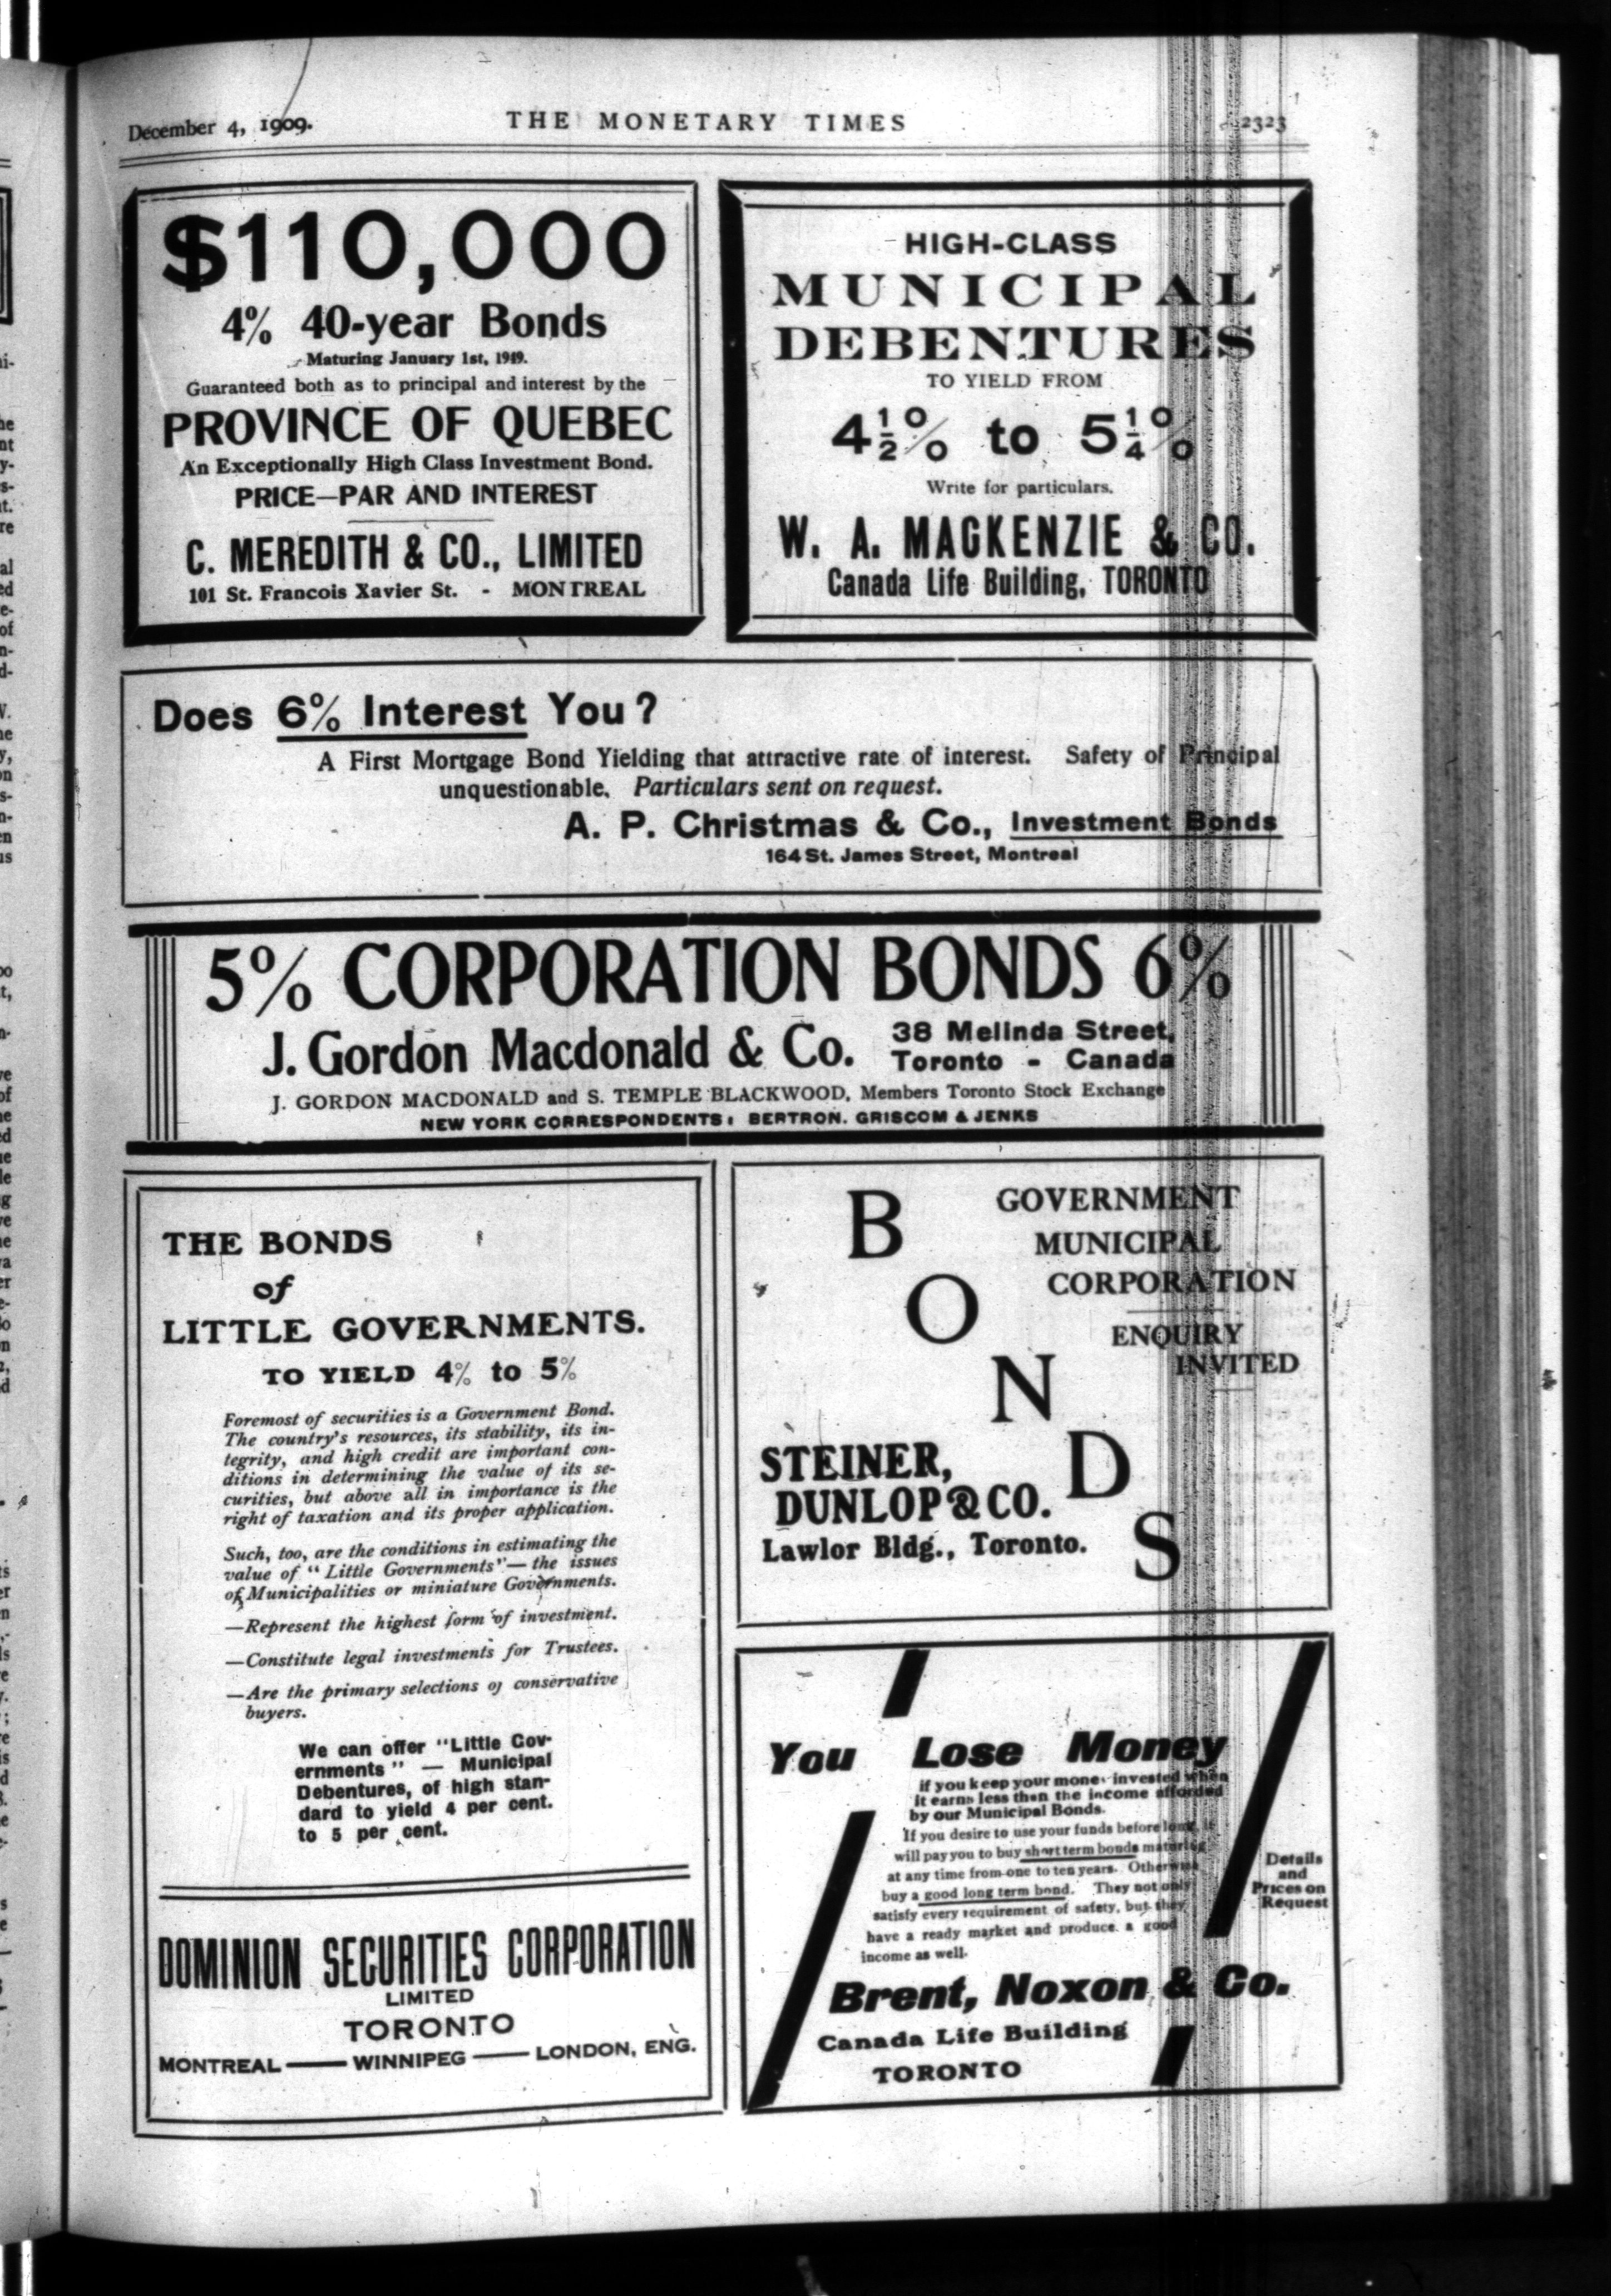 December 4, 1909.
THE MONETARY TIMES
2323
$110,000
4% 40-year Bonds
Maturing January 1st, 1949.
Guaranteed both as to principal and interest by the
PROVINCE OF QUEBEC
An Exceptionally High Class Investment Bond.
PRICE—PAR AND INTEREST
C. MEREDITH & CO., LIMITED
101 St. Francois Xavier St. - MONTREAL
HIGH-CLASS
MUNICIPAL
DEBENTURES
TO YIELD FROM
4½% to 5¼%
Write for particulars.
W. A. MACKENZIE & CO.
Canada Life Building, TORONTO
Does 6% Interest You?
A First Mortgage Bond Yielding that attractive rate of interest. Safety of Principal
unquestionable. Particulars sent on request.
A. P. Christmas & Co., Investment Bonds
164 St. James Street, Montreal
5% CORPORATION BONDS 6%
J. Gordon Macdonald & Co.
38 Melinda Street,
Toronto - Canada
J. GORDON MACDONALD and S. TEMPLE BLACKWOOD, Members Toronto Stock Exchange
NEW YORK CORRESPONDENTS: BERTRON, GRISCOM & JENKS
THE BONDS
of
LITTLE GOVERNMENTS.
TO YIELD 4% to 5%
Foremost of securities is a Government Bond.
The country's resources, its stability, its in-
tegrity, and high credit are important con-
ditions in determining the value of its se-
curities, but above all in importance is the
right of taxation and its proper application.
Such, too, are the conditions in estimating the
value of "Little Governments"—the issues
of Municipalities or miniature Governments.
—Represent the highest form of investment.
—Constitute legal investments for Trustees.
—Are the primary selections of conservative
buyers.
We can offer "Little Gov-
ernments" — Municipal
Debentures, of high stan-
dard to yield 4 per cent.
to 5 per cent.
DOMINION SECURITIES CORPORATION
LIMITED
TORONTO
MONTREAL — WINNIPEG — LONDON, ENG.
BONDS
GOVERNMENT
MUNICIPAL
CORPORATION
ENQUIRY
INVITED
STEINER,
DUNLOP & CO.
Lawlor Bldg., Toronto.
You Lose Money
if you keep your money invested when
it earns less then the income afforded
by our Municipal Bonds.
If you desire to use your funds before long, it
will pay you to buy short term bonds maturing
at any time from one to ten years. Otherwise
buy a good long term bond. They not only
satisfy every requirement of safety, but they
have a ready market and produce a good
income as well.
Details
and
Prices on
Request
Brent, Noxon & Co.
Canada Life Building
TORONTO